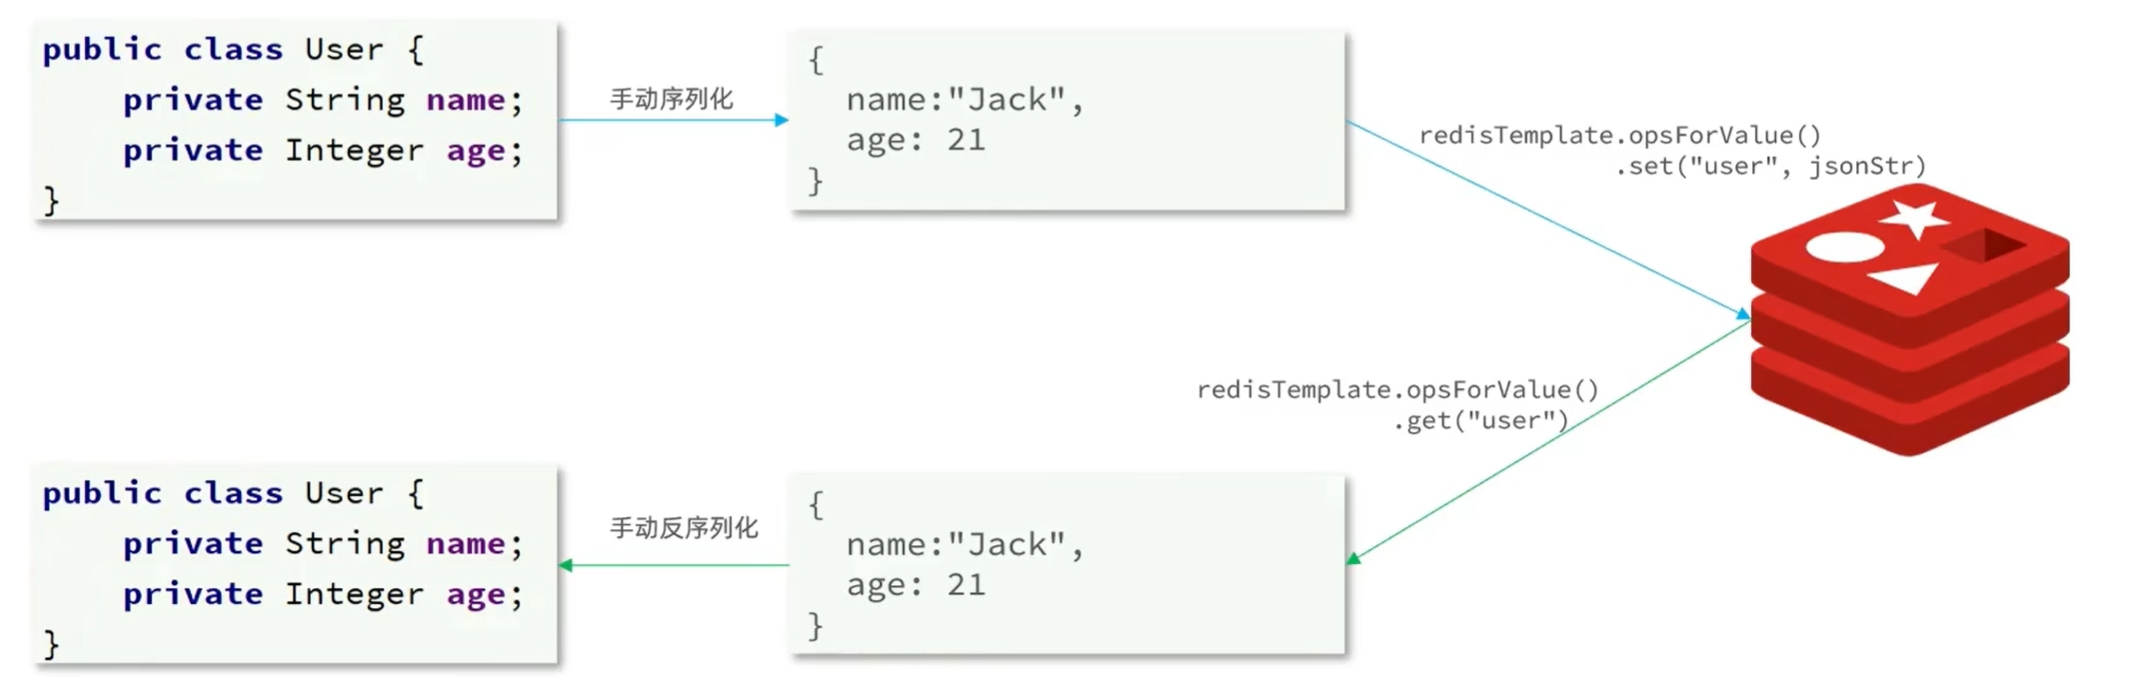 public class User {
    private String name;
    private Integer age;
}
手动序列化
{
  name:"Jack",
  age: 21
}
redisTemplate.opsForValue()
.set("user", jsonStr)
redisTemplate.opsForValue()
.get("user")
{
  name:"Jack",
  age: 21
}
手动反序列化
public class User {
    private String name;
    private Integer age;
}